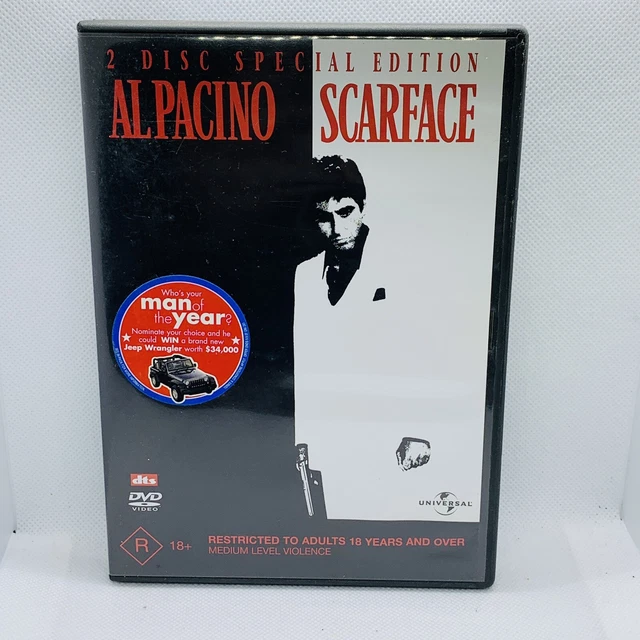 2 DISC SPECIAL EDITION
AL PACINO SCARFACE
Who's your
man of
the year?
Nominate your choice and he
could WIN a brand new
Jeep Wrangler worth $34,000
dts
DVD
VIDEO
UNIVERSAL
R 18+
RESTRICTED TO ADULTS 18 YEARS AND OVER
MEDIUM LEVEL VIOLENCE